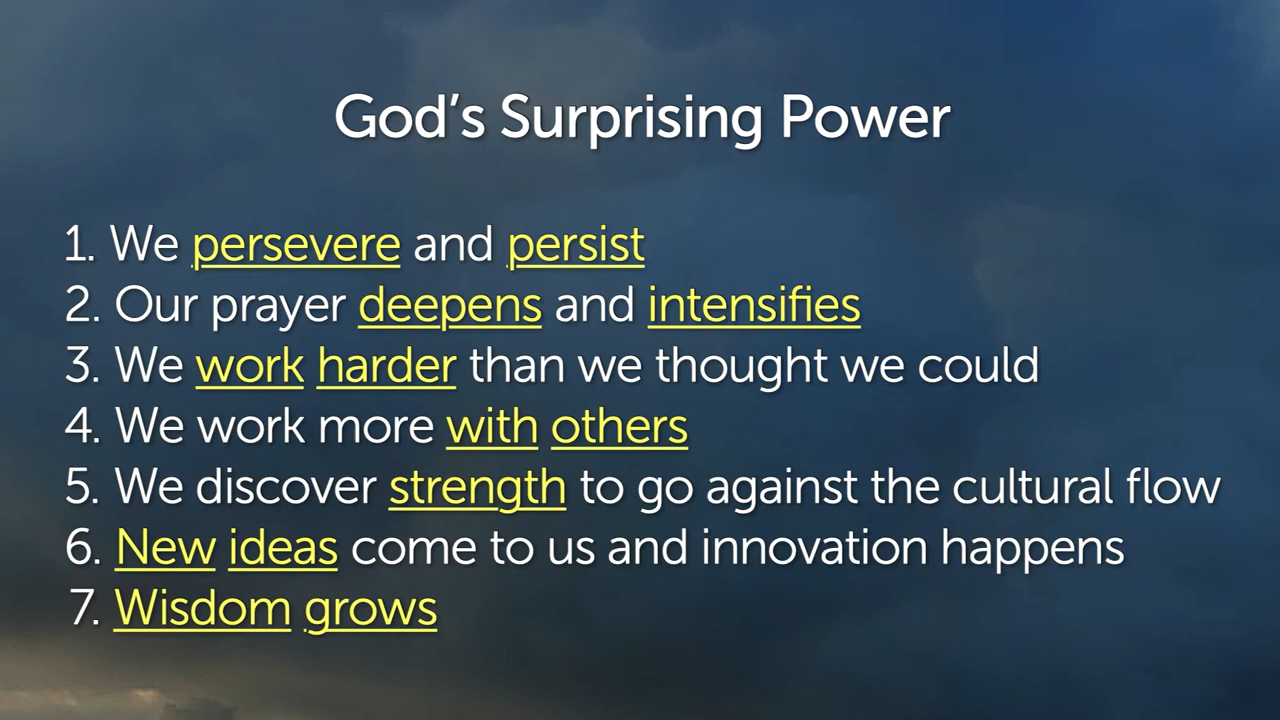 God’s Surprising Power
1. We persevere and persist
2. Our prayer deepens and intensifies
3. We work harder than we thought we could
4. We work more with others
5. We discover strength to go against the cultural flow
6. New ideas come to us and innovation happens
7. Wisdom grows